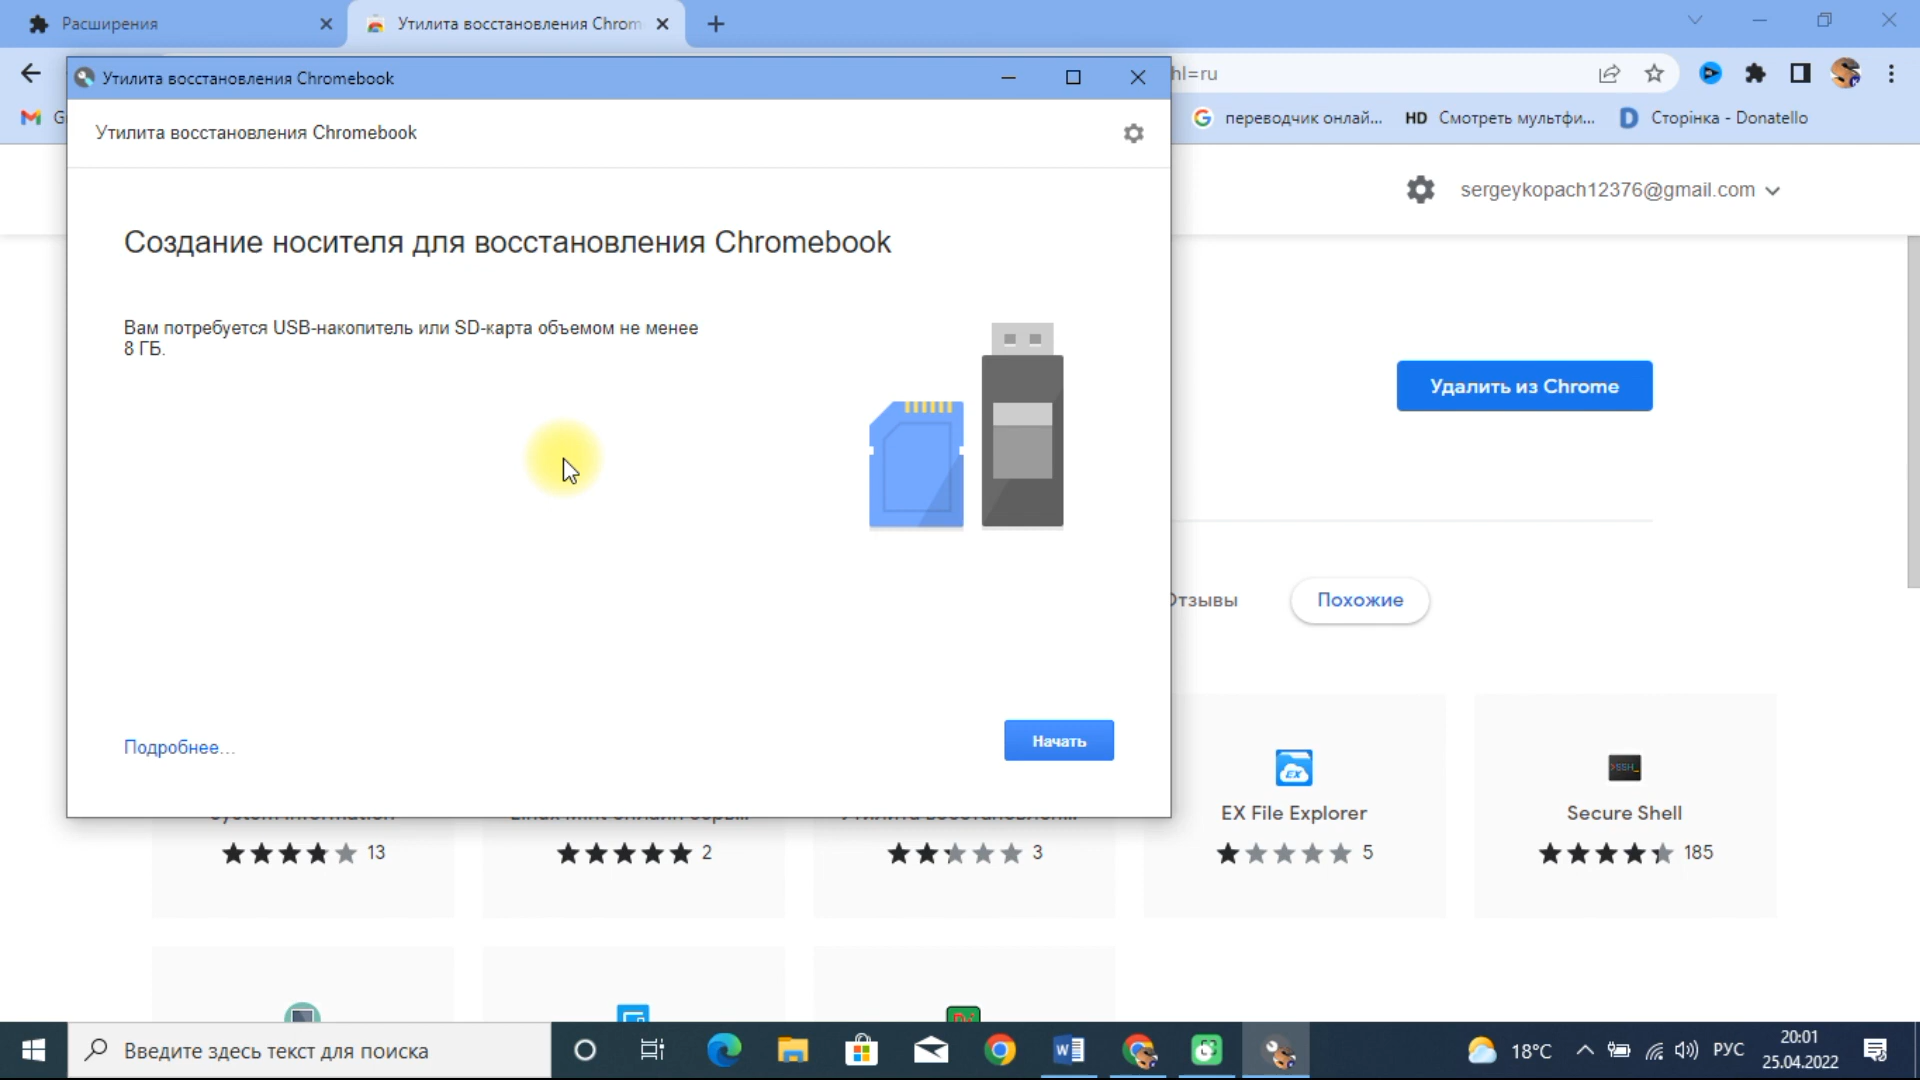 Расширения
Утилита восстановления Chrom
Утилита восстановления Chromebook
hl=ru
G
переводчик онлай...
HD Смотреть мультфи...
D Сторінка - Donatello
Утилита восстановления Chromebook
sergeykopach12376@gmail.com
Создание носителя для восстановления Chromebook
Вам потребуется USB-накопитель или SD-карта объемом не менее
8 ГБ.
Удалить из Chrome
Отзывы
Похожие
Подробнее...
Начать
EX
>SSH_
EX File Explorer
Secure Shell
13
2
3
5
185
Введите здесь текст для поиска
18°C
РУС
20:01
25.04.2022